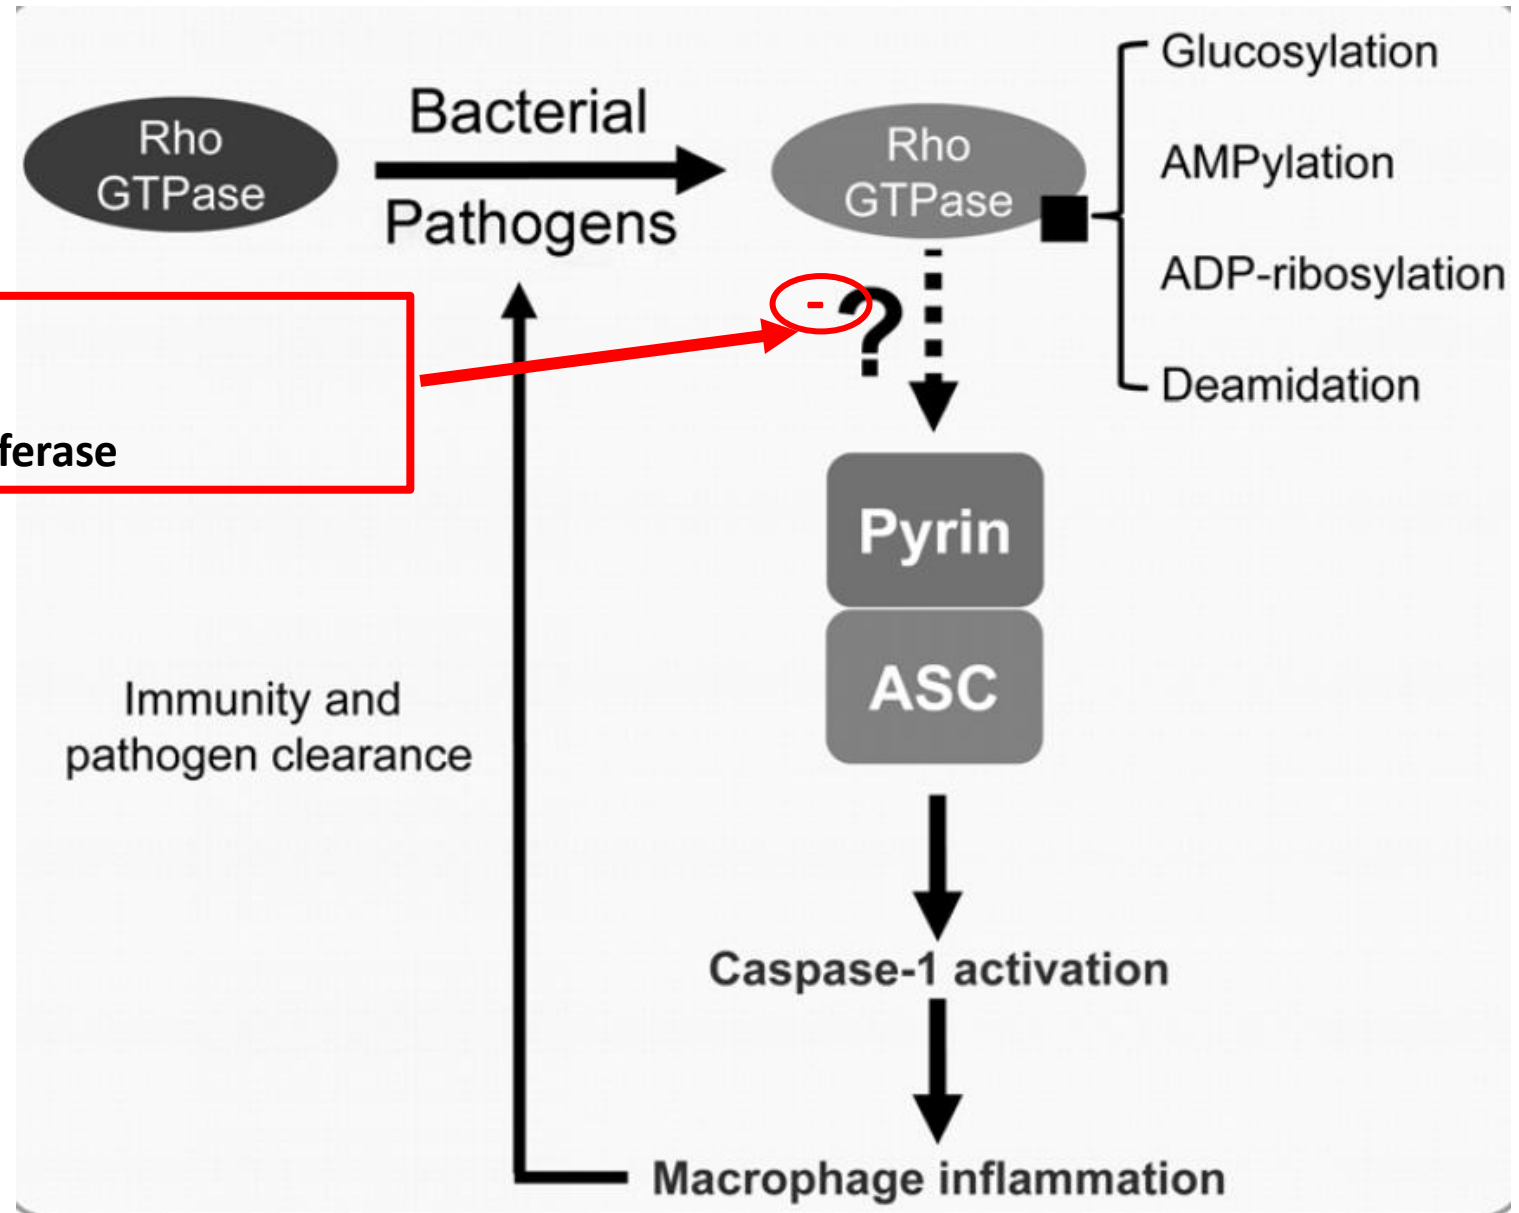 Rho
GTPase
Bacterial
Pathogens
Rho
GTPase
Glucosylation
AMPylation
ADP-ribosylation
Deamidation
-
?
ferase
Pyrin
ASC
Immunity and
pathogen clearance
Caspase-1 activation
Macrophage inflammation